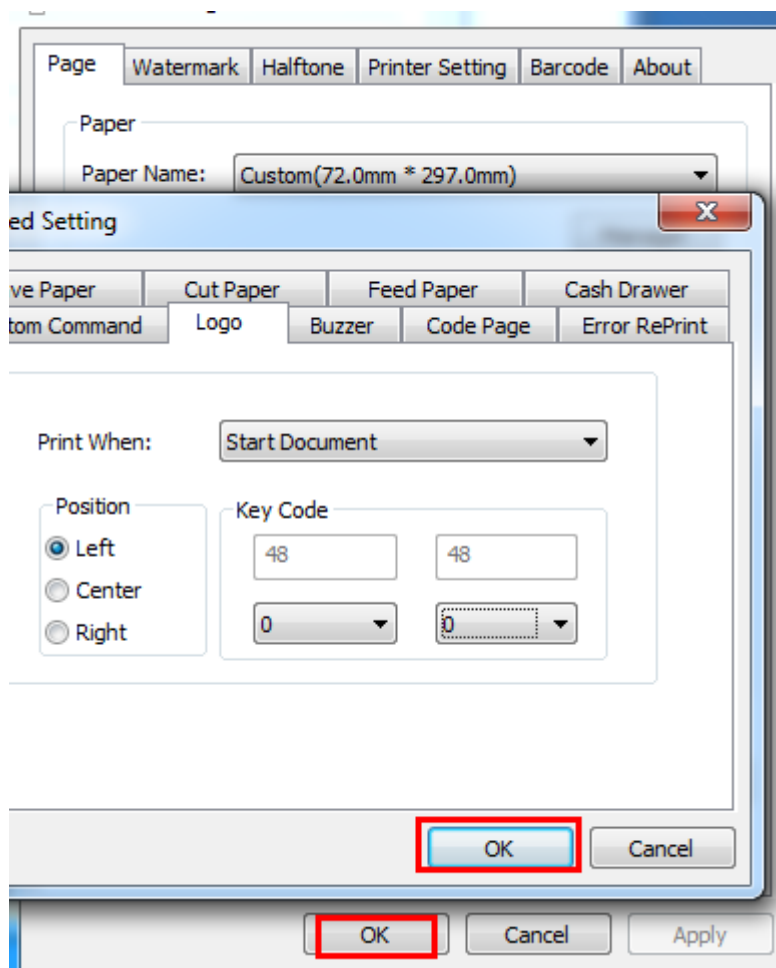 Page Watermark Halftone Printer Setting Barcode About
Paper
Paper Name: Custom(72.0mm * 297.0mm)
ed Setting
ve Paper Cut Paper Feed Paper Cash Drawer
tom Command Logo Buzzer Code Page Error RePrint
Print When: Start Document
Position Key Code
Left 48 48
Center
Right 0 0
OK Cancel
OK Cancel Apply